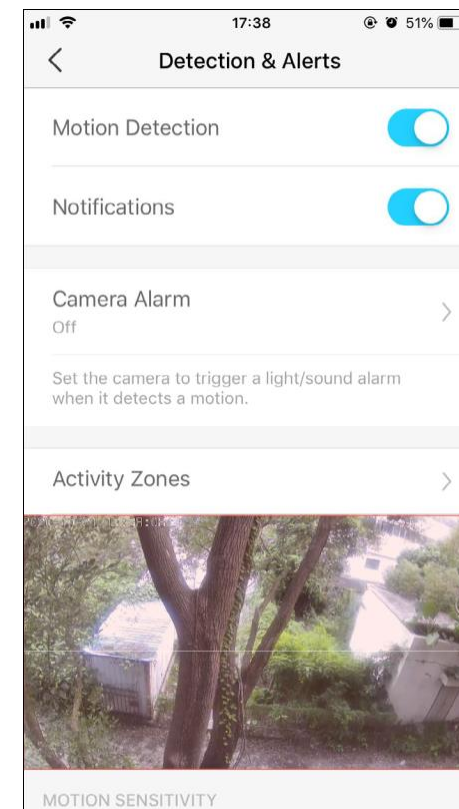 17:38
51%
Detection & Alerts
Motion Detection
Notifications
Camera Alarm
Off
Set the camera to trigger a light/sound alarm
when it detects a motion.
Activity Zones
MOTION SENSITIVITY